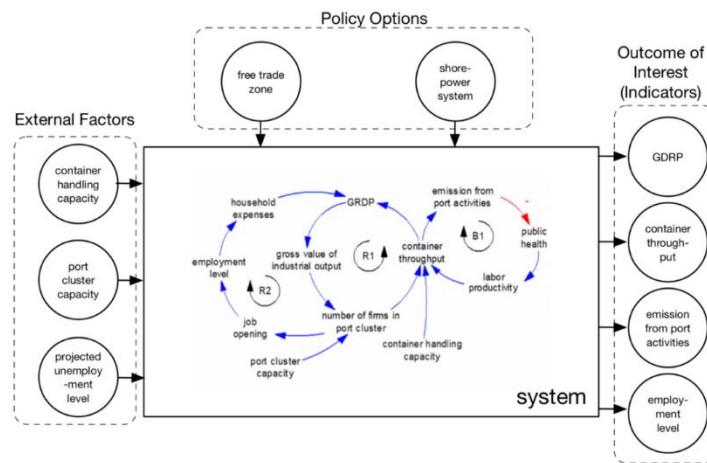 Policy Options
free trade
zone
shore-
power
system
External Factors
container
handling
capacity
port
cluster
capacity
projected
unemploy
-ment
level
household
expenses
GRDP
emission from
port activities
-
public
health
employment
level
gross value of
industrial output
R1
container
throughput
B1
R2
labor
productivity
job
opening
number of firms in
port cluster
container handling
capacity
port cluster
capacity
system
Outcome of
Interest
(Indicators)
GDRP
container
through-
put
emission
from port
activities
employ-
ment
level